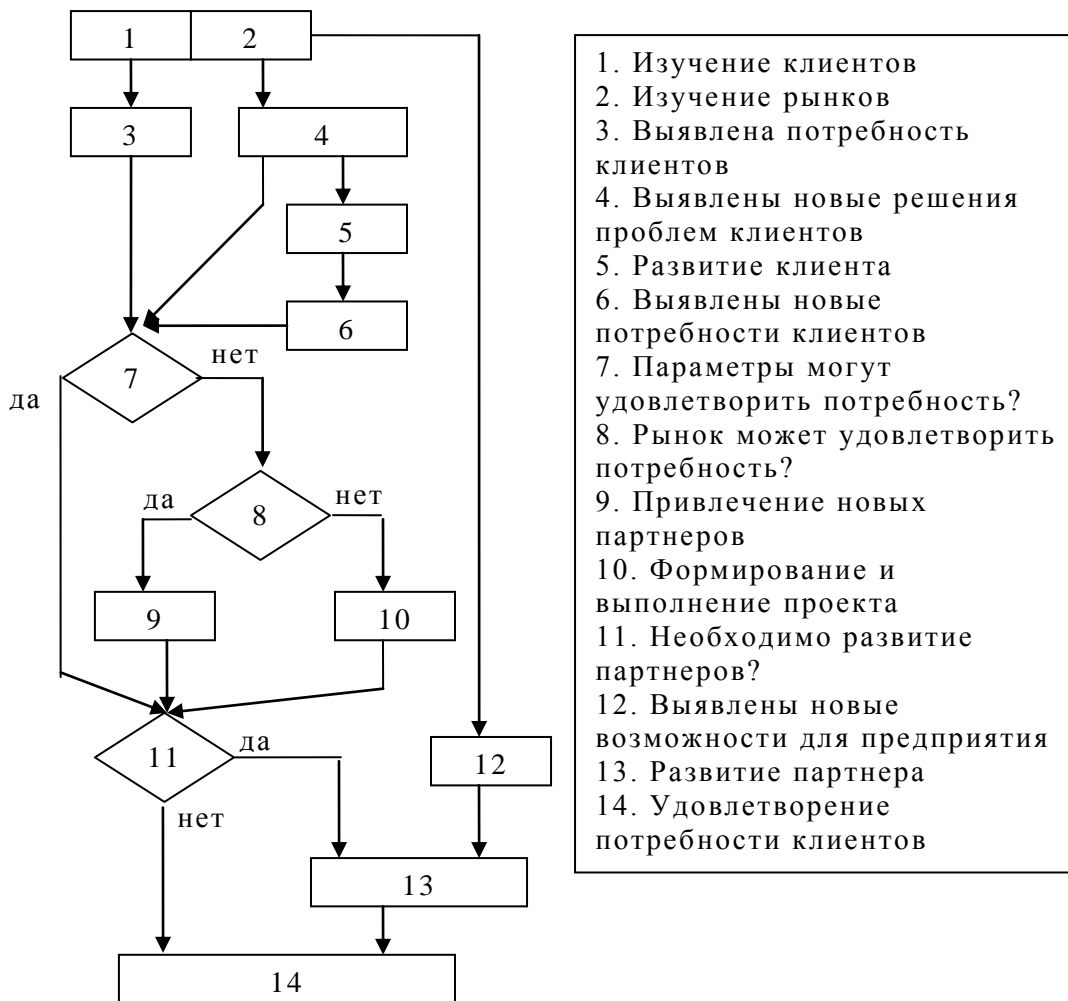 1
2
3
4
5
6
нет
7
да
да
нет
8
9
10
да
11
12
нет
13
14
1. Изучение клиентов
2. Изучение рынков
3. Выявлена потребность
клиентов
4. Выявлены новые решения
проблем клиентов
5. Развитие клиента
6. Выявлены новые
потребности клиентов
7. Параметры могут
удовлетворить потребность?
8. Рынок может удовлетворить
потребность?
9. Привлечение новых
партнеров
10. Формирование и
выполнение проекта
11. Необходимо развитие
партнеров?
12. Выявлены новые
возможности для предприятия
13. Развитие партнера
14. Удовлетворение
потребности клиентов